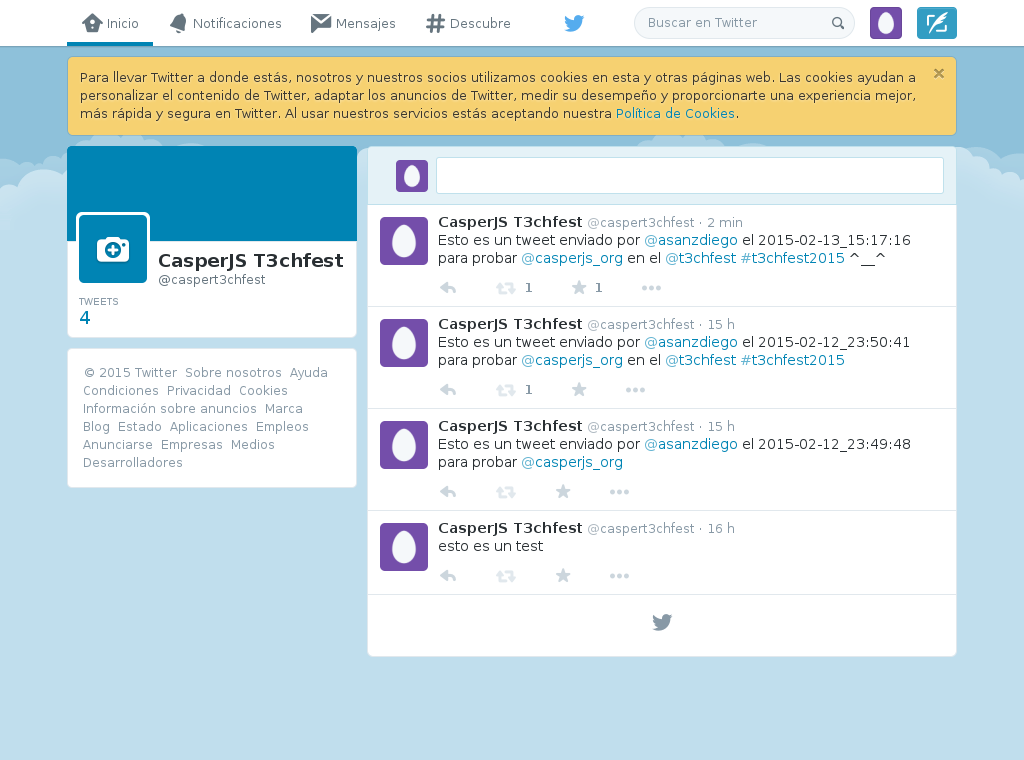 Inicio Notificaciones Mensajes Descubre Buscar en Twitter
Para llevar Twitter a donde estás, nosotros y nuestros socios utilizamos cookies en esta y otras páginas web. Las cookies ayudan a
personalizar el contenido de Twitter, adaptar los anuncios de Twitter, medir su desempeño y proporcionarte una experiencia mejor,
más rápida y segura en Twitter. Al usar nuestros servicios estás aceptando nuestra Política de Cookies.
CasperJS T3chfest
@caspert3chfest
TWEETS
4
© 2015 Twitter Sobre nosotros Ayuda
Condiciones Privacidad Cookies
Información sobre anuncios Marca
Blog Estado Aplicaciones Empleos
Anunciarse Empresas Medios
Desarrolladores
CasperJS T3chfest @caspert3chfest · 2 min
Esto es un tweet enviado por @asanzdiego el 2015-02-13_15:17:16
para probar @casperjs_org en el @t3chfest #t3chfest2015 ^__^
1 1
CasperJS T3chfest @caspert3chfest · 15 h
Esto es un tweet enviado por @asanzdiego el 2015-02-12_23:50:41
para probar @casperjs_org en el @t3chfest #t3chfest2015
1
CasperJS T3chfest @caspert3chfest · 15 h
Esto es un tweet enviado por @asanzdiego el 2015-02-12_23:49:48
para probar @casperjs_org
CasperJS T3chfest @caspert3chfest · 16 h
esto es un test